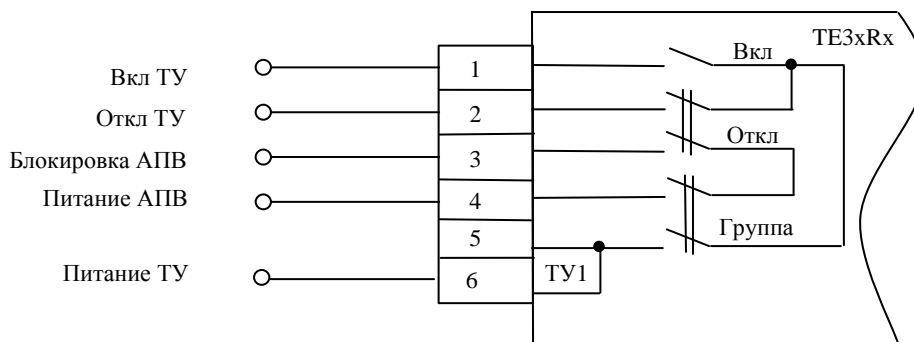 TE3xRx
Вкл ТУ
1
Вкл
Откл ТУ
2
Откл
Блокировка АПВ
3
Питание АПВ
4
Группа
5
Питание ТУ
6
ТУ1